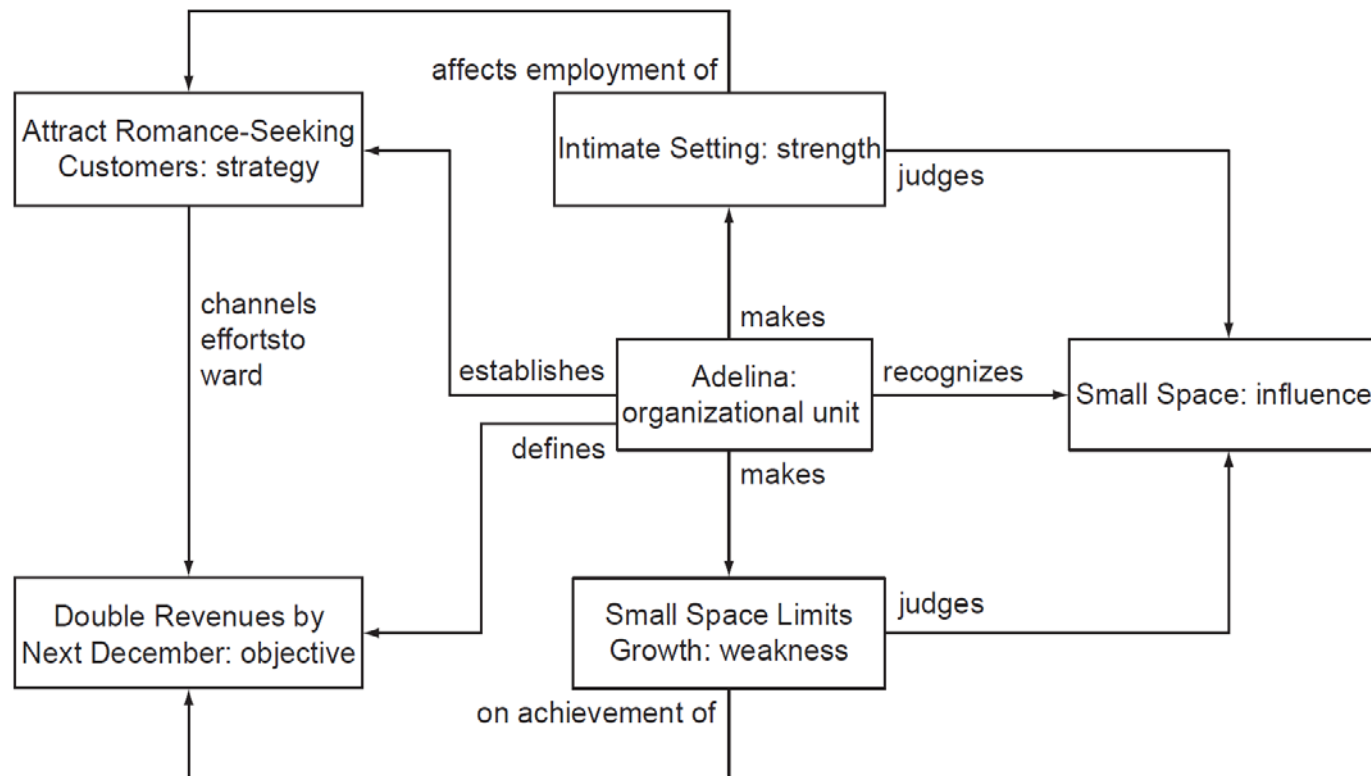 affects employment of
Attract Romance-Seeking
Customers: strategy
Intimate Setting: strength
judges
channels
effortsto
ward
makes
establishes
Adelina:
organizational unit
recognizes
Small Space: influence
defines
makes
Double Revenues by
Next December: objective
Small Space Limits
Growth: weakness
judges
on achievement of